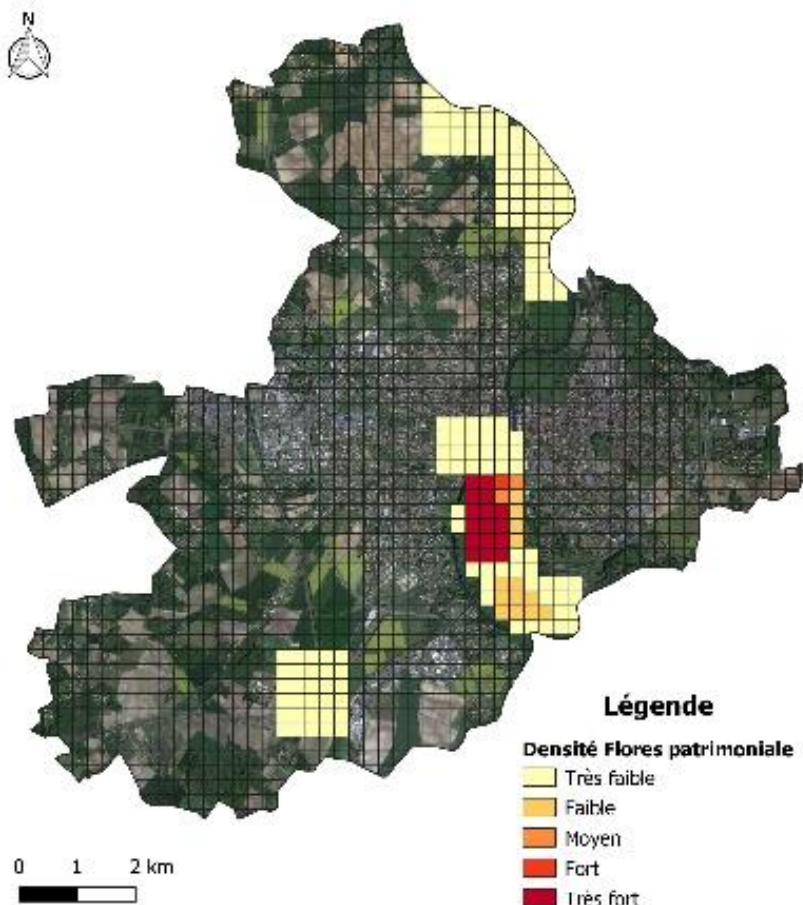 N
Légende
Densité Flores patrimoniale
Très faible
Faible
Moyen
Fort
Très fort
0 1 2 km